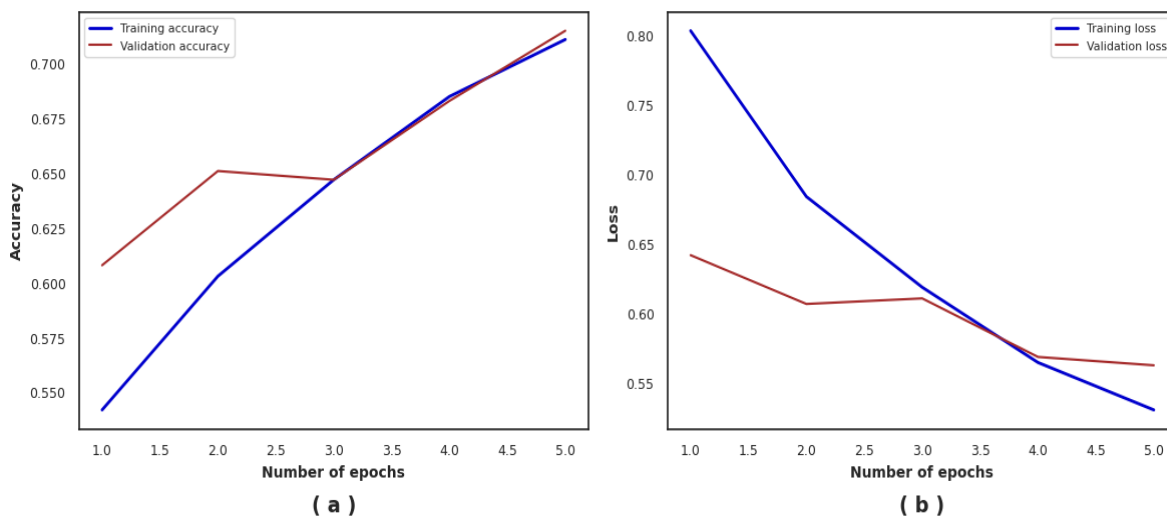 Training accuracy
Validation accuracy
0.700
0.675
0.650
0.625
0.600
0.575
0.550
Accuracy
1.0 1.5 2.0 2.5 3.0 3.5 4.0 4.5 5.0
Number of epochs
( a )
Training loss
Validation loss
0.80
0.75
0.70
0.65
0.60
0.55
Loss
1.0 1.5 2.0 2.5 3.0 3.5 4.0 4.5 5.0
Number of epochs
( b )